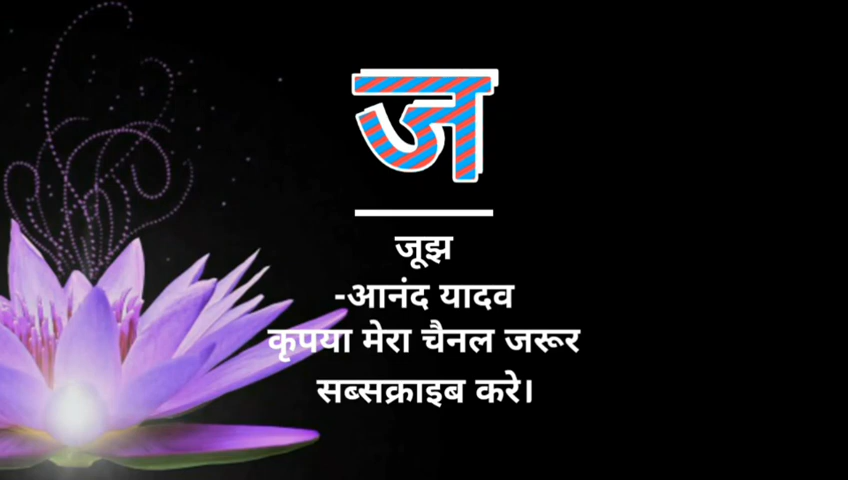 ज
जूझ
-आनंद यादव
कृपया मेरा चैनल जरूर
सब्सक्राइब करे।